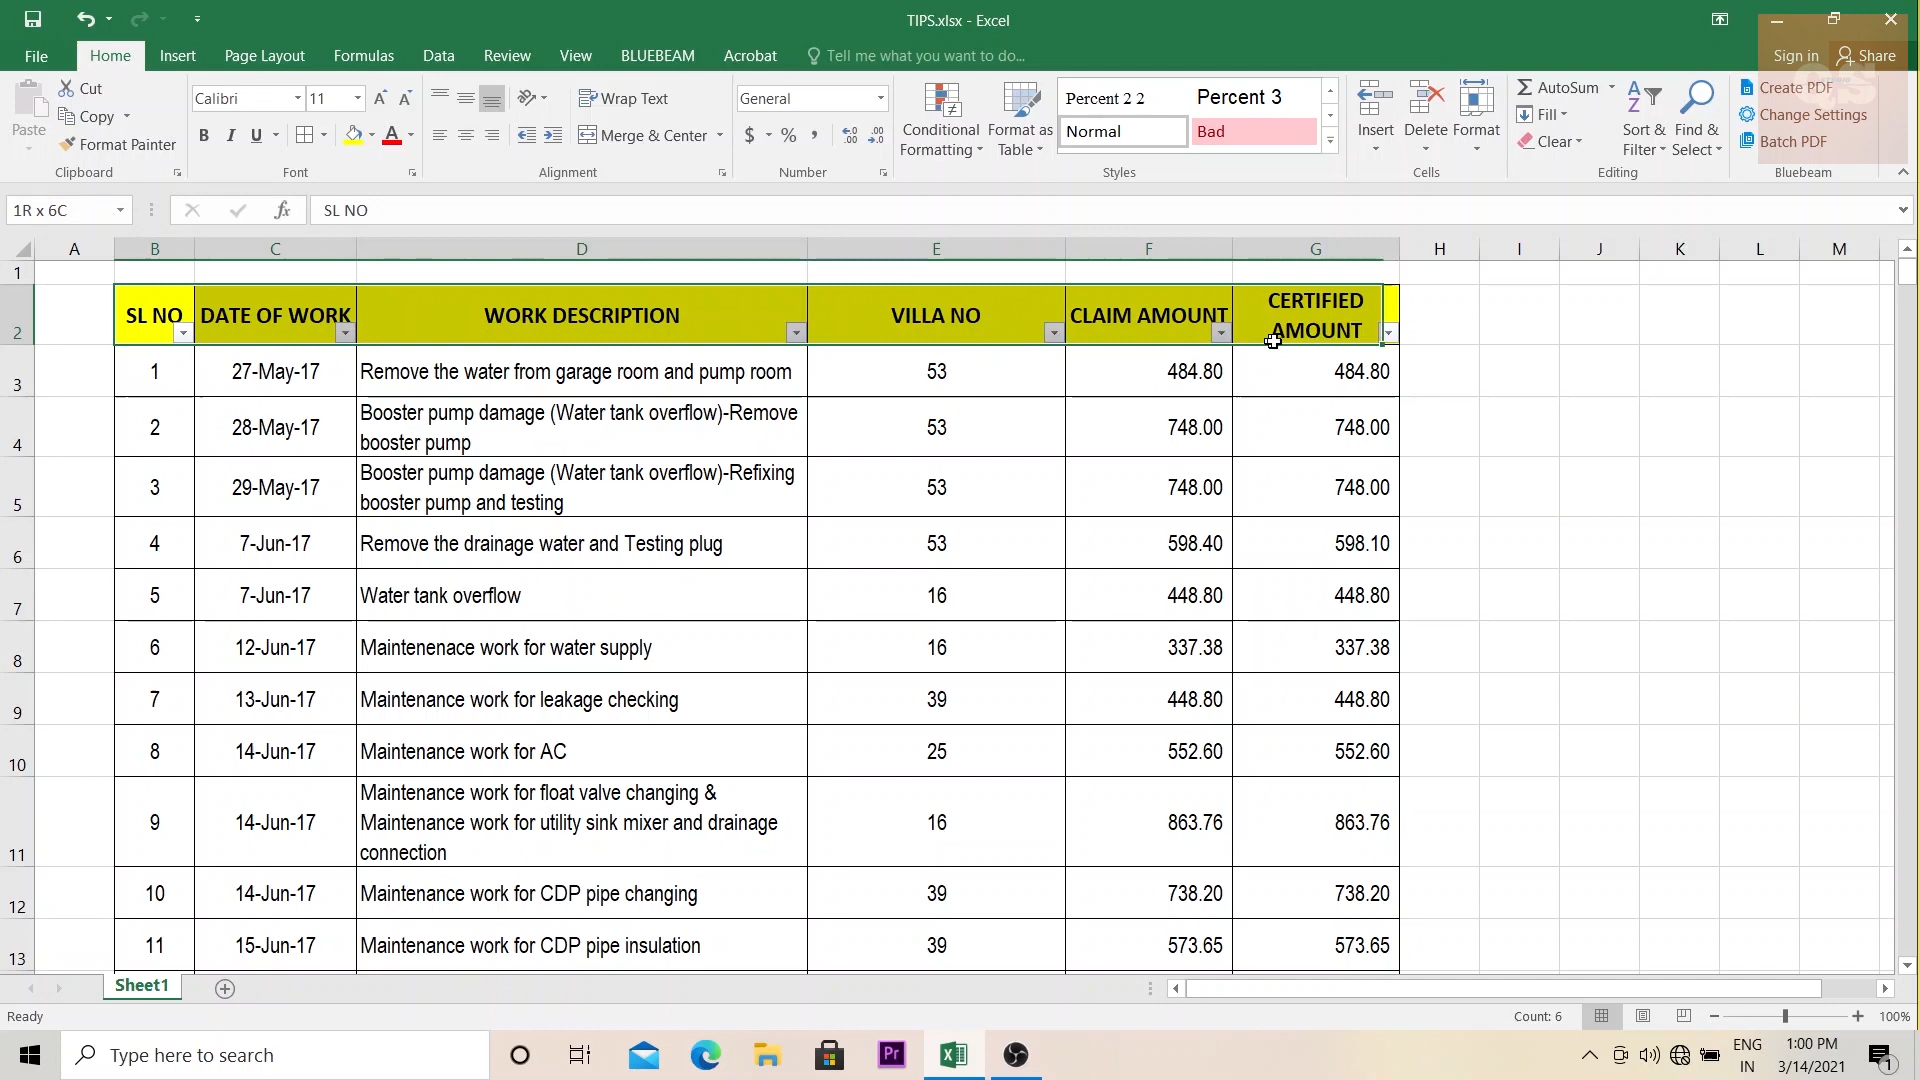 TIPS.xlsx - Excel
File Home Insert Page Layout Formulas Data Review View BLUEBEAM Acrobat Tell me what you want to do... Sign in Share
Paste
Cut
Copy
Format Painter
Clipboard
Calibri 11
B I U
Font
Wrap Text
Merge & Center
Alignment
General
$ % ,
Number
Conditional Formatting
Format as Table
Percent 2 2 Percent 3
Normal Bad
Styles
Insert Delete Format
Cells
AutoSum
Fill
Clear
Sort & Filter
Find & Select
Editing
Create PDF
Change Settings
Batch PDF
Bluebeam
1R x 6C fx SL NO
A B C D E F G H I J K L M
1
2 SL NO DATE OF WORK WORK DESCRIPTION VILLA NO CLAIM AMOUNT CERTIFIED AMOUNT
3 1 27-May-17 Remove the water from garage room and pump room 53 484.80 484.80
4 2 28-May-17 Booster pump damage (Water tank overflow)-Remove booster pump 53 748.00 748.00
5 3 29-May-17 Booster pump damage (Water tank overflow)-Refixing booster pump and testing 53 748.00 748.00
6 4 7-Jun-17 Remove the drainage water and Testing plug 53 598.40 598.10
7 5 7-Jun-17 Water tank overflow 16 448.80 448.80
8 6 12-Jun-17 Maintenenace work for water supply 16 337.38 337.38
9 7 13-Jun-17 Maintenance work for leakage checking 39 448.80 448.80
10 8 14-Jun-17 Maintenance work for AC 25 552.60 552.60
11 9 14-Jun-17 Maintenance work for float valve changing & Maintenance work for utility sink mixer and drainage connection 16 863.76 863.76
12 10 14-Jun-17 Maintenance work for CDP pipe changing 39 738.20 738.20
13 11 15-Jun-17 Maintenance work for CDP pipe insulation 39 573.65 573.65
Sheet1
Ready Count: 6 100%
Type here to search
ENG IN
1:00 PM
3/14/2021
1